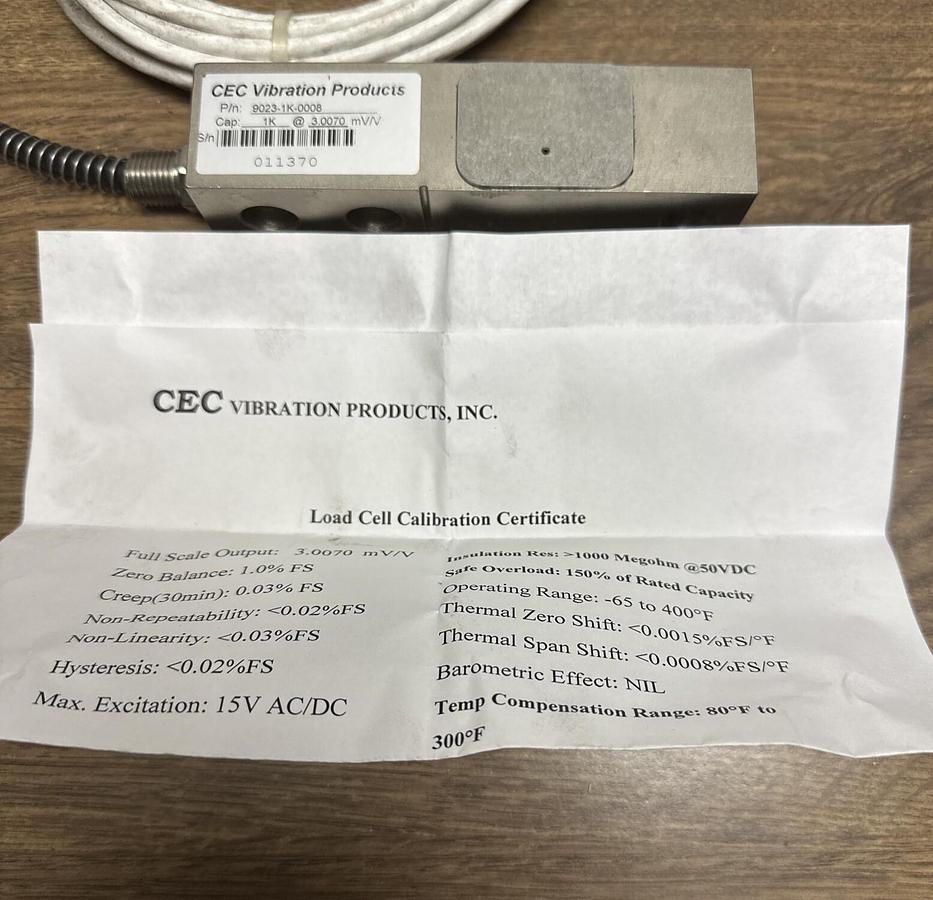 CEC Vibration Products
P/n: 9023-1K-0008
Cap: 1K @ 3.0070 mV/V
S/n
011370
CEC VIBRATION PRODUCTS, INC.
Load Cell Calibration Certificate
Full Scale Output: 3.0070 mV/V
Zero Balance: 1.0% FS
Creep(30min): 0.03% FS
Non-Repeatability: <0.02%FS
Non-Linearity: <0.03%FS
Hysteresis: <0.02%FS
Max. Excitation: 15V AC/DC
Insulation Res: >1000 Megohm @50VDC
Safe Overload: 150% of Rated Capacity
Operating Range: -65 to 400°F
Thermal Zero Shift: <0.0015%FS/°F
Thermal Span Shift: <0.0008%FS/°F
Barometric Effect: NIL
Temp Compensation Range: 80°F to
300°F